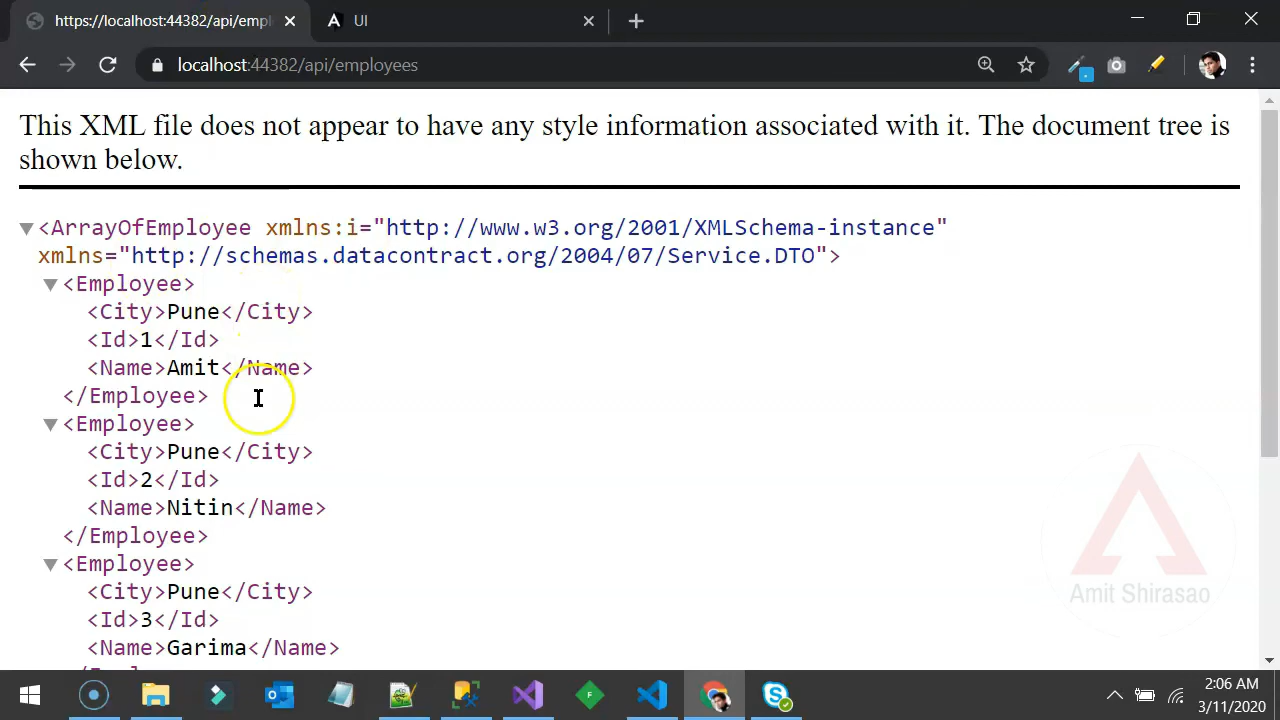 https://localhost:44382/api/empl
UI
localhost:44382/api/employees
This XML file does not appear to have any style information associated with it. The document tree is
shown below.
<ArrayOfEmployee xmlns:i="http://www.w3.org/2001/XMLSchema-instance"
xmlns="http://schemas.datacontract.org/2004/07/Service.DTO">
<Employee>
<City>Pune</City>
<Id>1</Id>
<Name>Amit</Name>
</Employee>
<Employee>
<City>Pune</City>
<Id>2</Id>
<Name>Nitin</Name>
</Employee>
<Employee>
<City>Pune</City>
<Id>3</Id>
<Name>Garima</Name>
Amit Shirasao
2:06 AM
3/11/2020